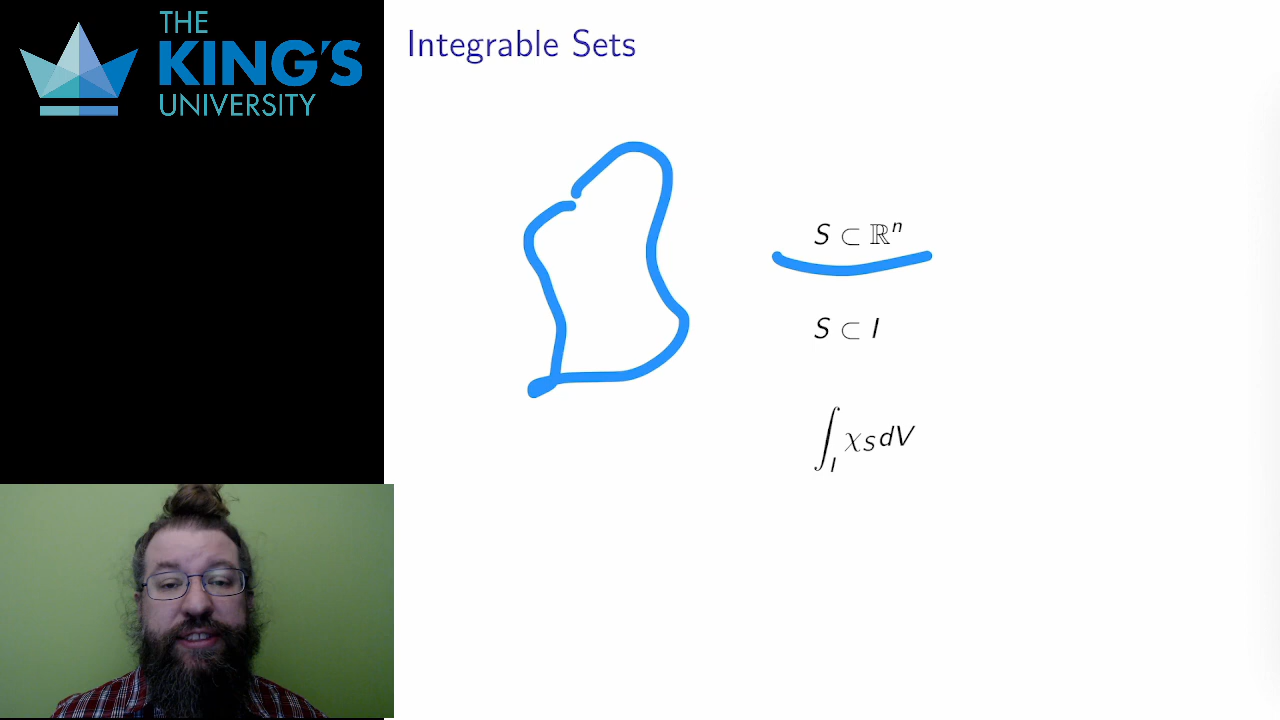 THE
KING'S
UNIVERSITY
Integrable Sets
S ⊂ ℝⁿ
S ⊂ I
∫_I χ_S dV